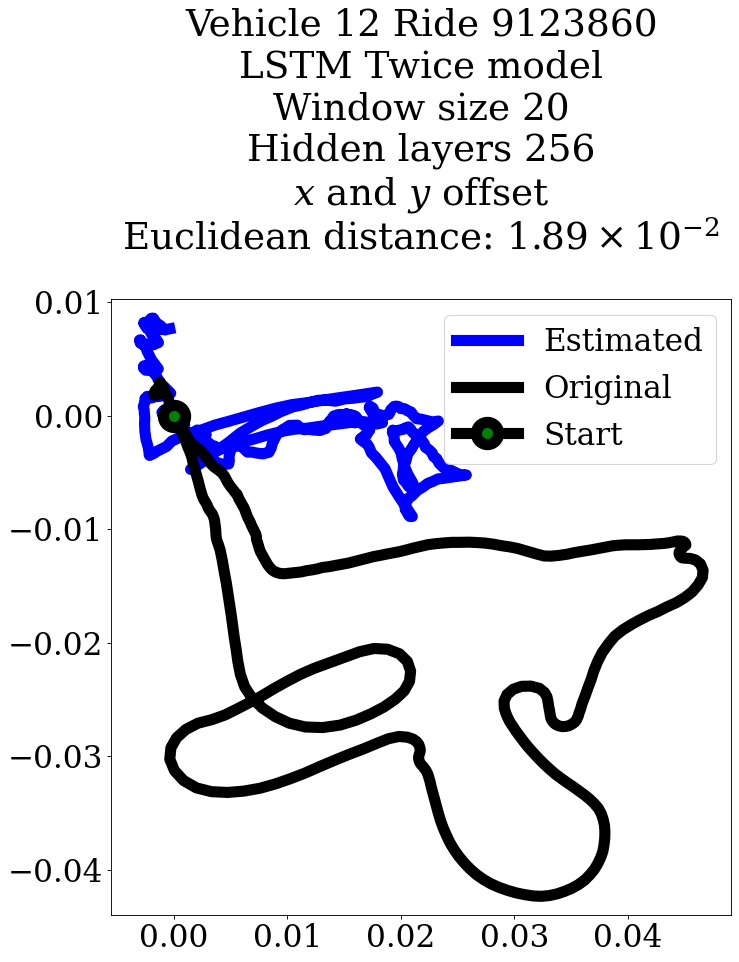 Vehicle 12 Ride 9123860
LSTM Twice model
Window size 20
Hidden layers 256
x and y offset
Euclidean distance: 1.89 × 10⁻²
0.01
0.00
−0.01
−0.02
−0.03
−0.04
Estimated
Original
Start
0.00 0.01 0.02 0.03 0.04